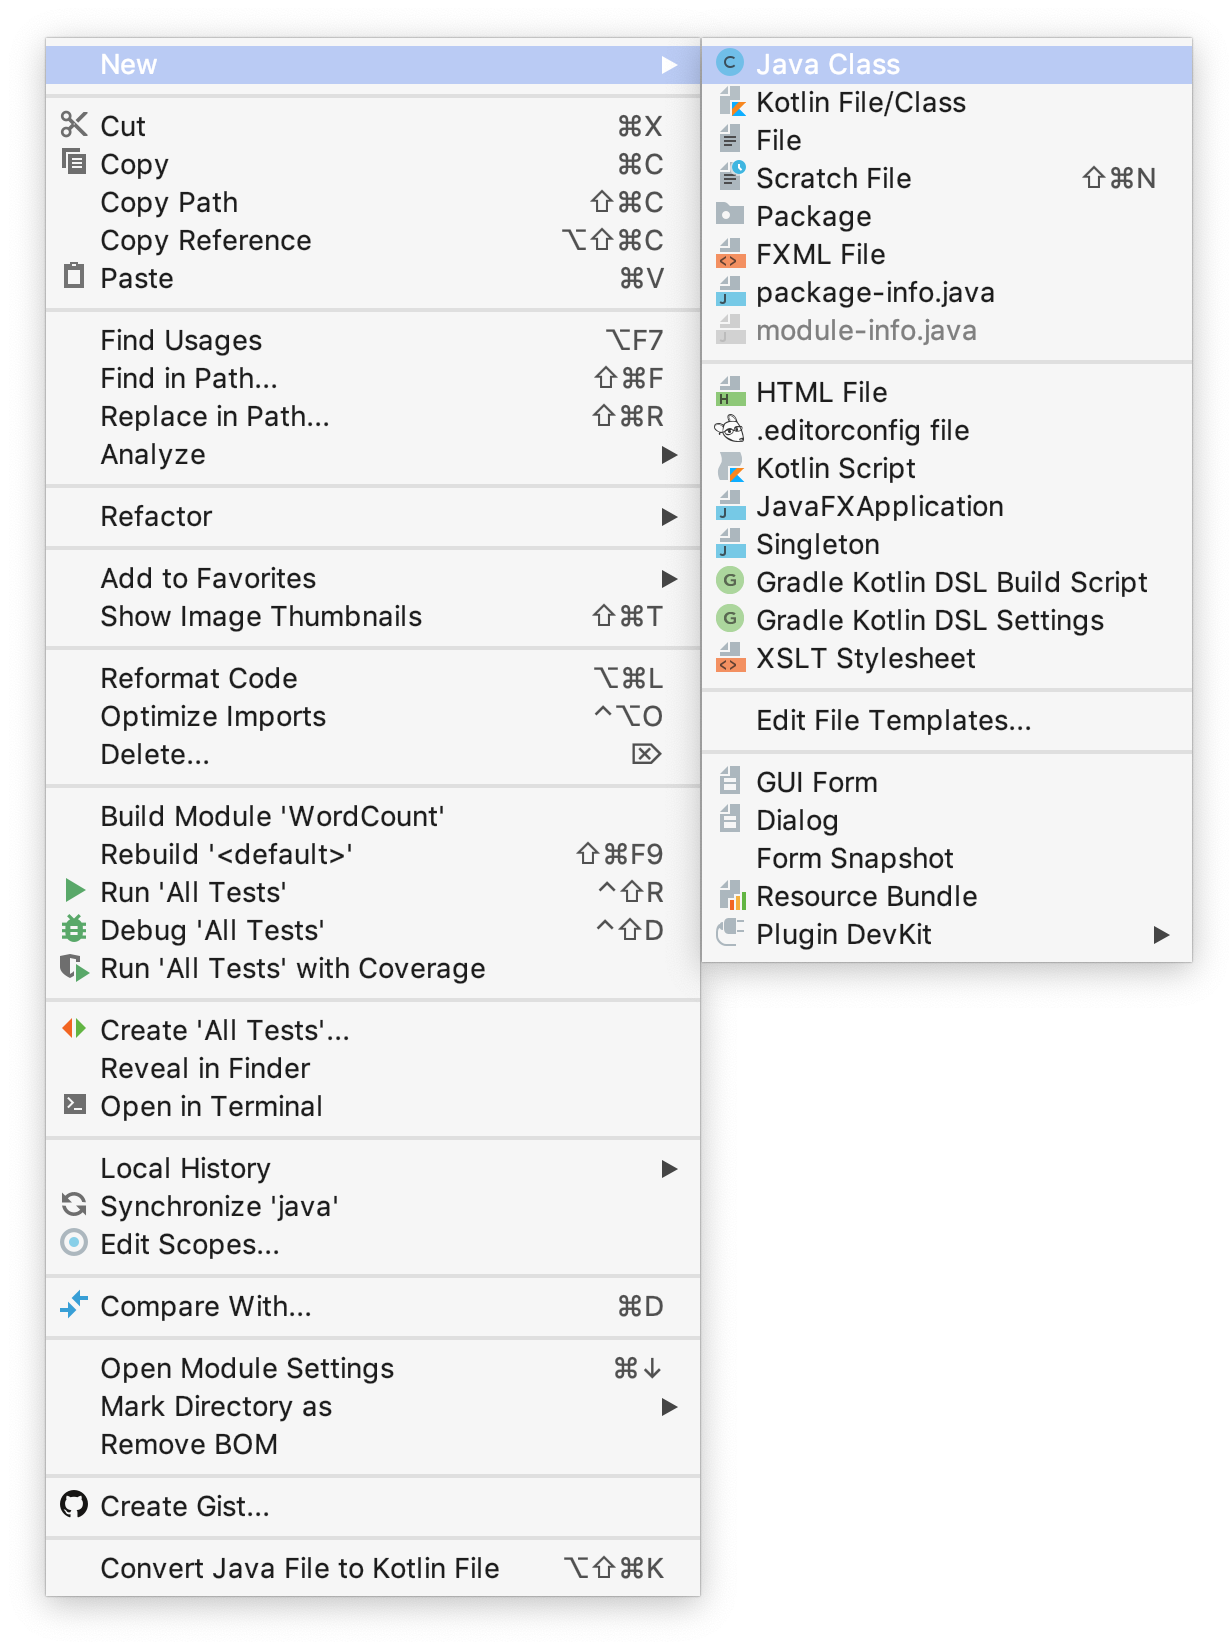 New
Cut ⌘X
Copy ⌘C
Copy Path ⇧⌘C
Copy Reference ⌥⇧⌘C
Paste ⌘V
Find Usages ⌥F7
Find in Path... ⇧⌘F
Replace in Path... ⇧⌘R
Analyze
Refactor
Add to Favorites
Show Image Thumbnails ⇧⌘T
Reformat Code ⌥⌘L
Optimize Imports ^⌥O
Delete... ⌦
Build Module 'WordCount'
Rebuild '<default>' ⇧⌘F9
Run 'All Tests' ^⇧R
Debug 'All Tests' ^⇧D
Run 'All Tests' with Coverage
Create 'All Tests'...
Reveal in Finder
Open in Terminal
Local History
Synchronize 'java'
Edit Scopes...
Compare With... ⌘D
Open Module Settings ⌘↓
Mark Directory as
Remove BOM
Create Gist...
Convert Java File to Kotlin File ⌥⇧⌘K
C Java Class
Kotlin File/Class
File
Scratch File ⇧⌘N
Package
<> FXML File
J package-info.java
J module-info.java
H HTML File
.editorconfig file
Kotlin Script
J JavaFXApplication
J Singleton
G Gradle Kotlin DSL Build Script
G Gradle Kotlin DSL Settings
<> XSLT Stylesheet
Edit File Templates...
GUI Form
Dialog
Form Snapshot
Resource Bundle
Plugin DevKit